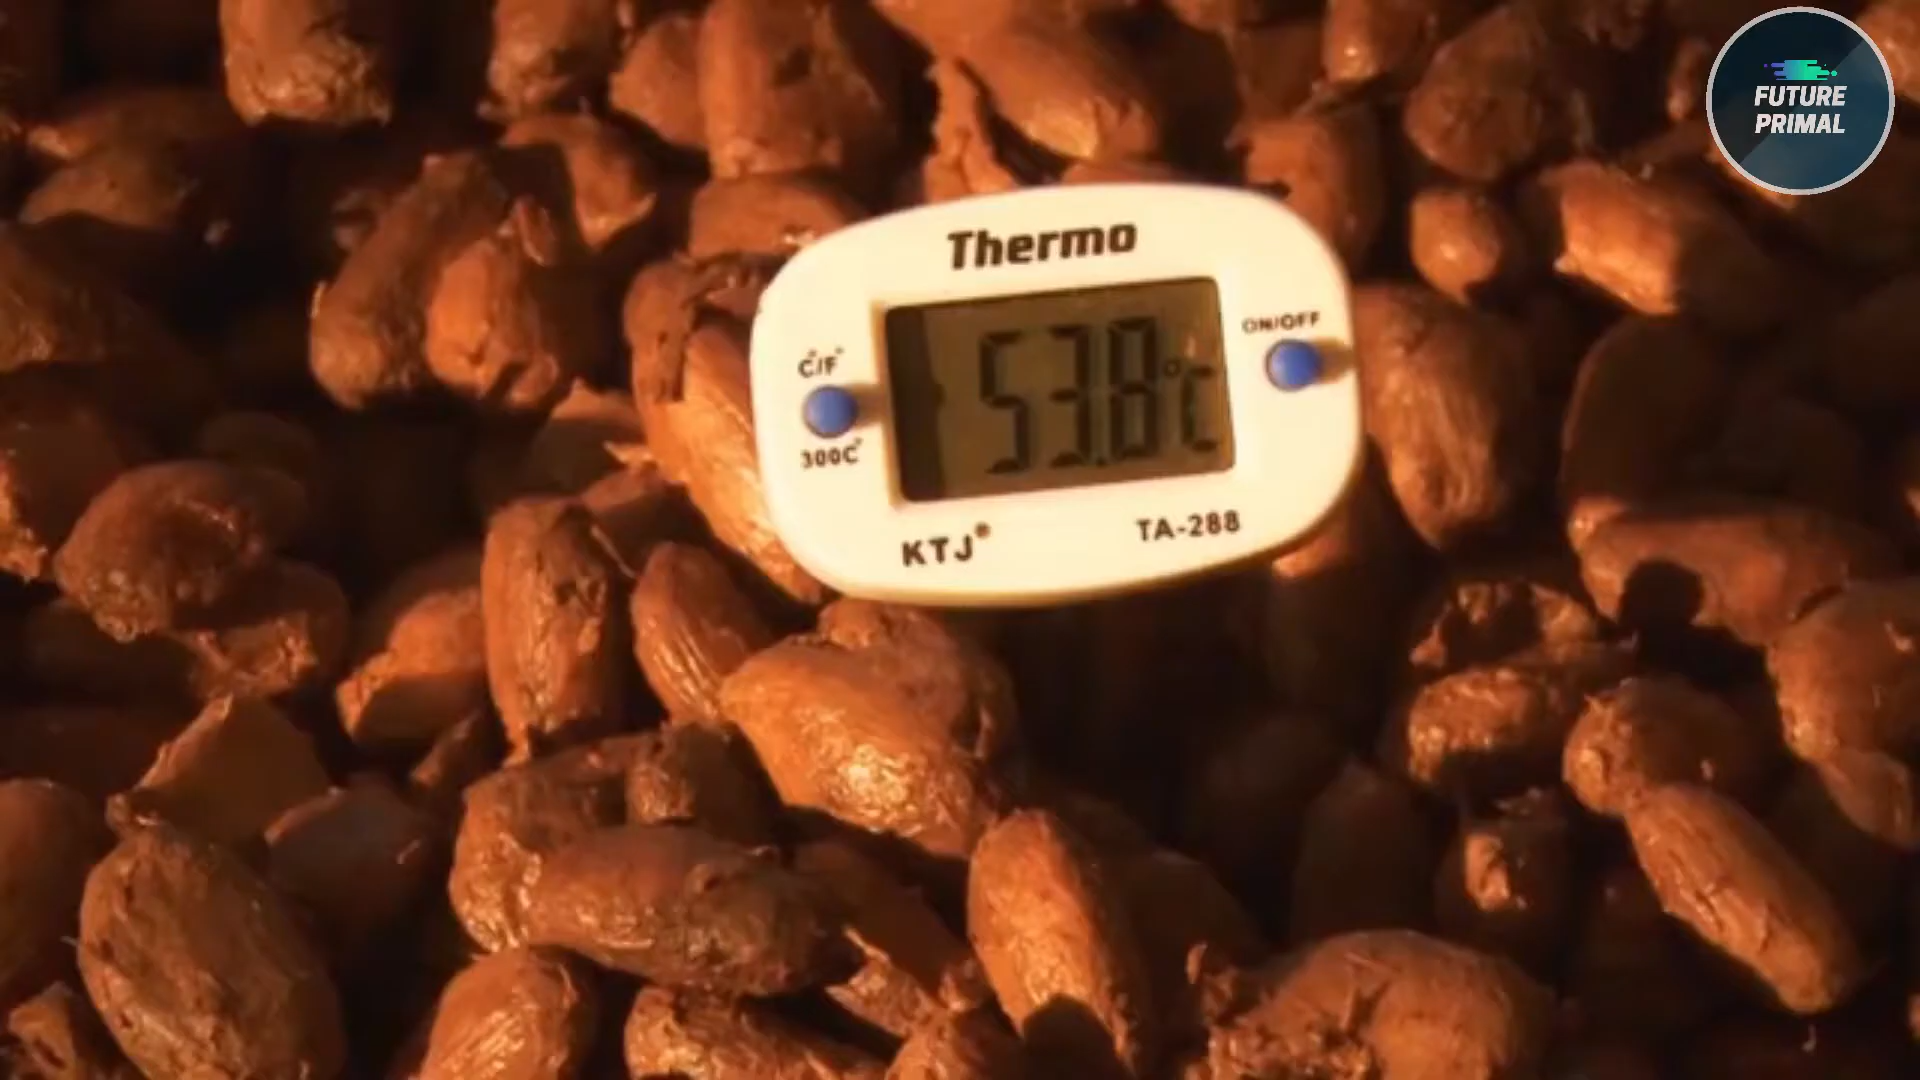 FUTURE
PRIMAL
Thermo
ON/OFF
C°/F°
53.8°C
300C°
KTJ®
TA-288